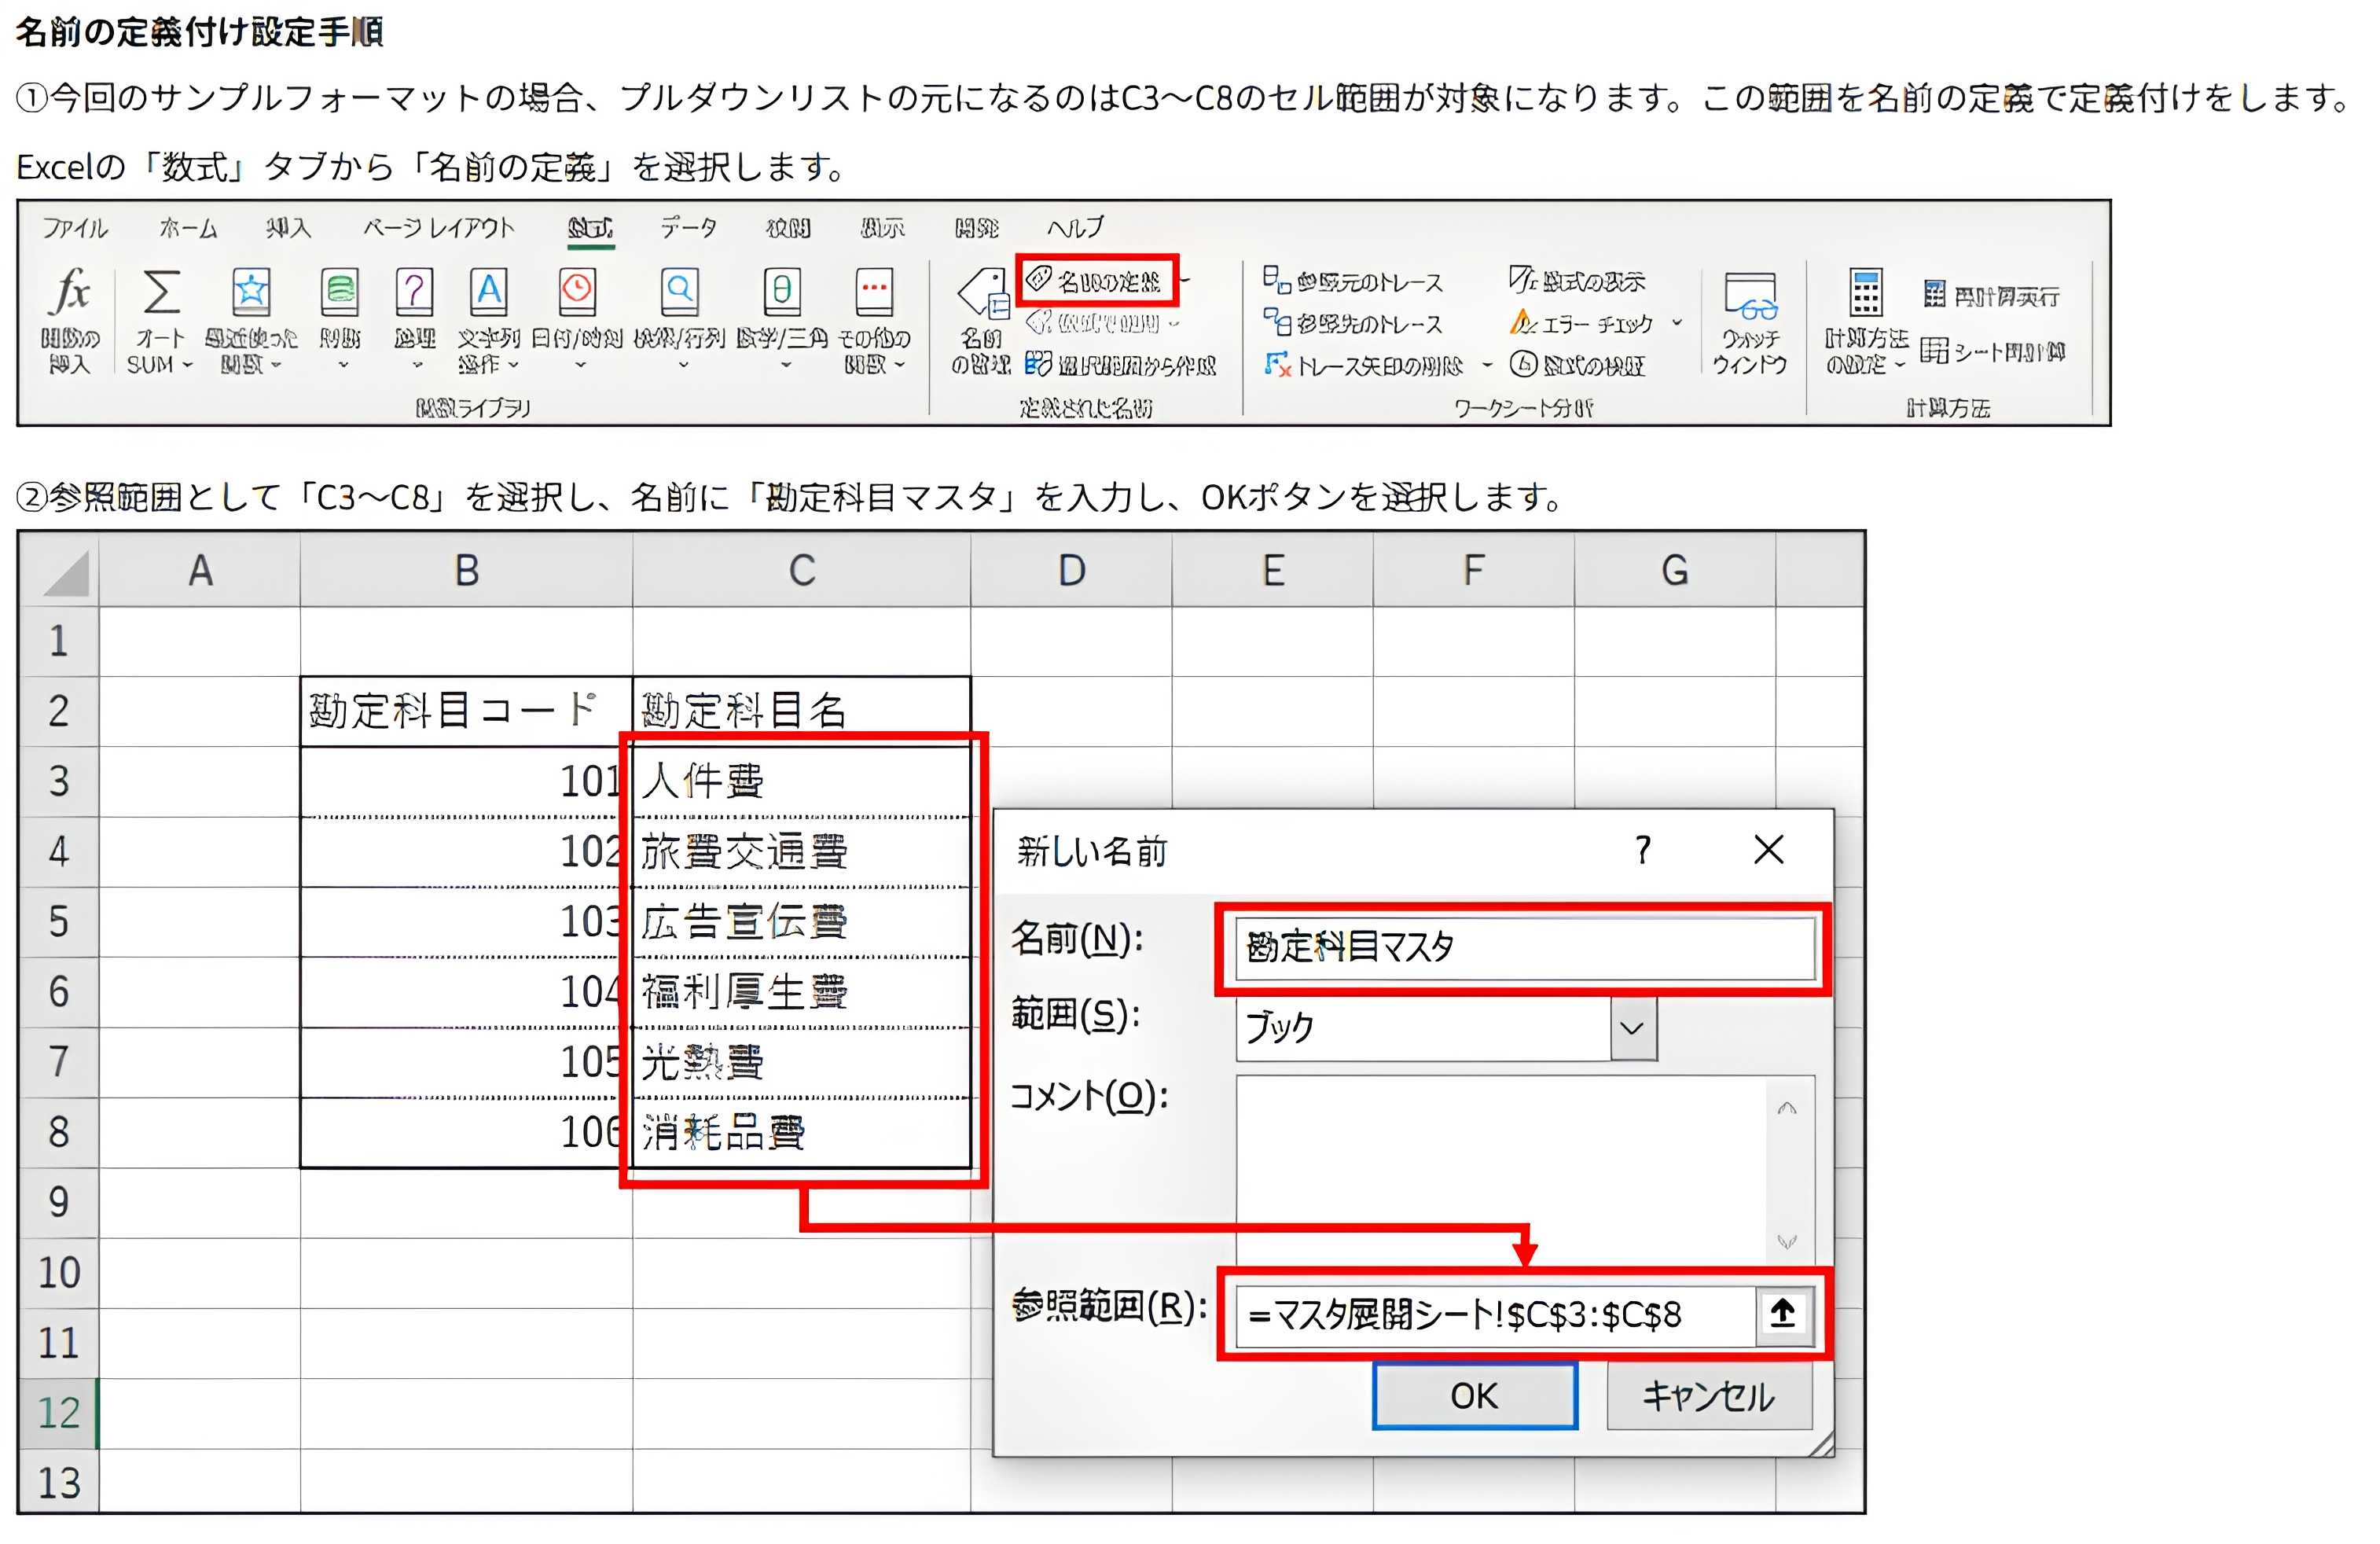 名前の定義付け設定手順
①今回のサンプルフォーマットの場合、プルダウンリストの元になるのはC3～C8のセル範囲が対象になります。この範囲を名前の定義で定義付けをします。
Excelの「数式」タブから「名前の定義」を選択します。
ファイル ホーム 挿入 ページ レイアウト 数式 データ 校閲 表示 開発 ヘルプ
fx Σ 名前の定義 参照元のトレース 数式の表示 再計算実行
関数の オート 最近使った 財務 論理 文字列 日付/時刻 検索/行列 数学/三角 その他の 名前 数式で使用 参照先のトレース エラー チェック ウォッチ 計算方法
挿入 SUM 関数 操作 関数 の管理 選択範囲から作成 トレース矢印の削除 数式の検証 ウィンドウ の設定 シート再計算
関数ライブラリ 定義された名前 ワークシート分析 計算方法
②参照範囲として「C3～C8」を選択し、名前に「勘定科目マスタ」を入力し、OKボタンを選択します。
A B C D E F G
1
2 勘定科目コード 勘定科目名
3 101 人件費
4 102 旅費交通費
5 103 広告宣伝費
6 104 福利厚生費
7 105 光熱費
8 106 消耗品費
9
10
11
12
13
新しい名前 ? ×
名前(N): 勘定科目マスタ
範囲(S): ブック
コメント(O):
参照範囲(R): =マスタ展開シート!$C$3:$C$8
OK キャンセル